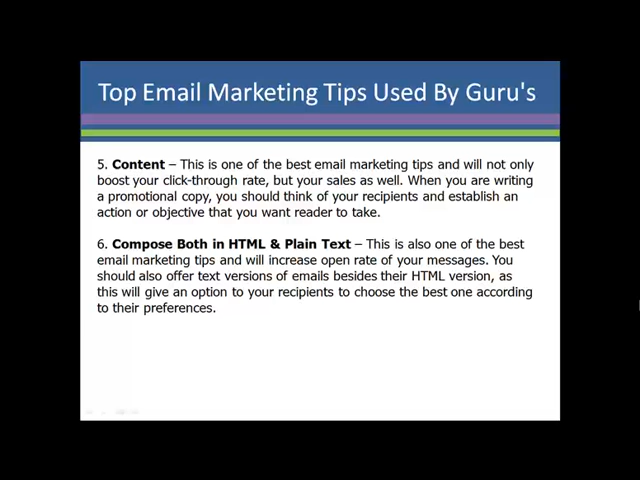 Top Email Marketing Tips Used By Guru's
5. Content – This is one of the best email marketing tips and will not only
boost your click-through rate, but your sales as well. When you are writing
a promotional copy, you should think of your recipients and establish an
action or objective that you want reader to take.
6. Compose Both in HTML & Plain Text – This is also one of the best
email marketing tips and will increase open rate of your messages. You
should also offer text versions of emails besides their HTML version, as
this will give an option to your recipients to choose the best one according
to their preferences.